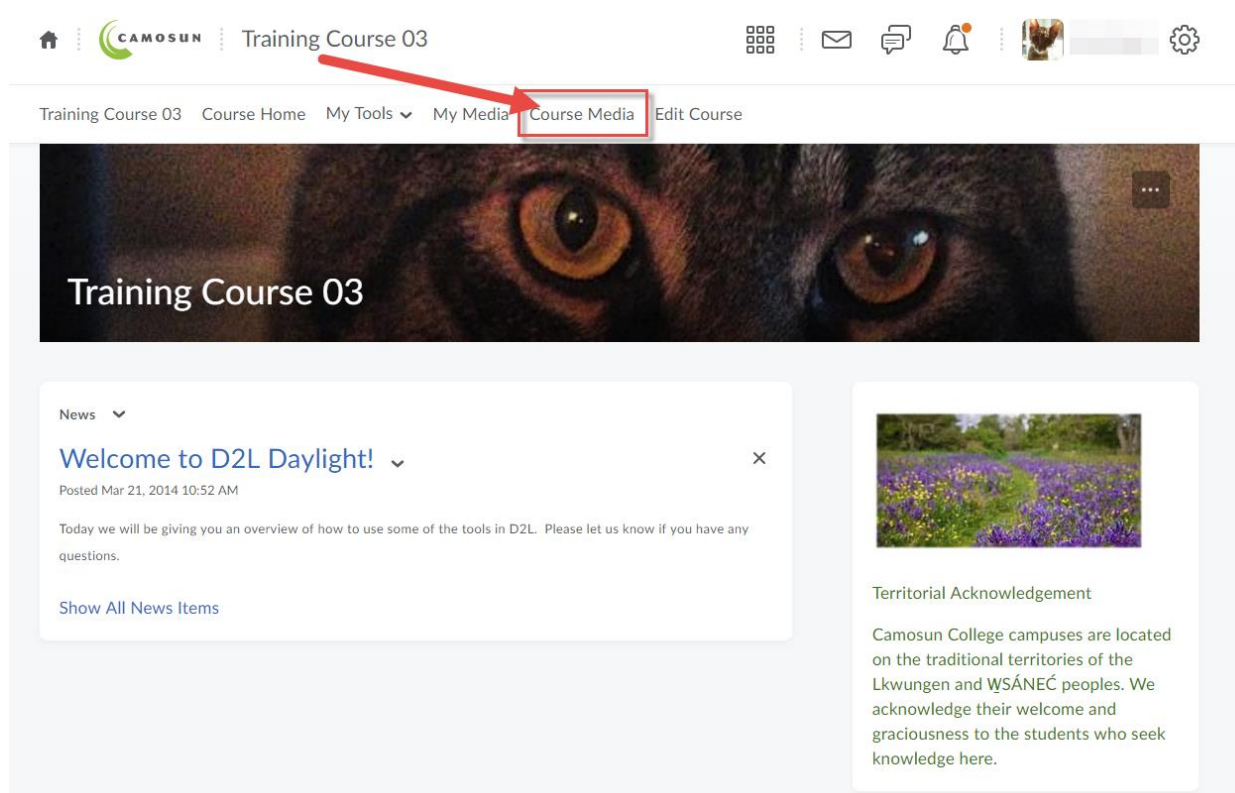 CAMOSUN Training Course 03
Training Course 03 Course Home My Tools My Media Course Media Edit Course
Training Course 03
News
Welcome to D2L Daylight!
Posted Mar 21, 2014 10:52 AM
Today we will be giving you an overview of how to use some of the tools in D2L. Please let us know if you have any
questions.
Show All News Items
Territorial Acknowledgement
Camosun College campuses are located
on the traditional territories of the
Lkwungen and W̱SÁNEĆ peoples. We
acknowledge their welcome and
graciousness to the students who seek
knowledge here.